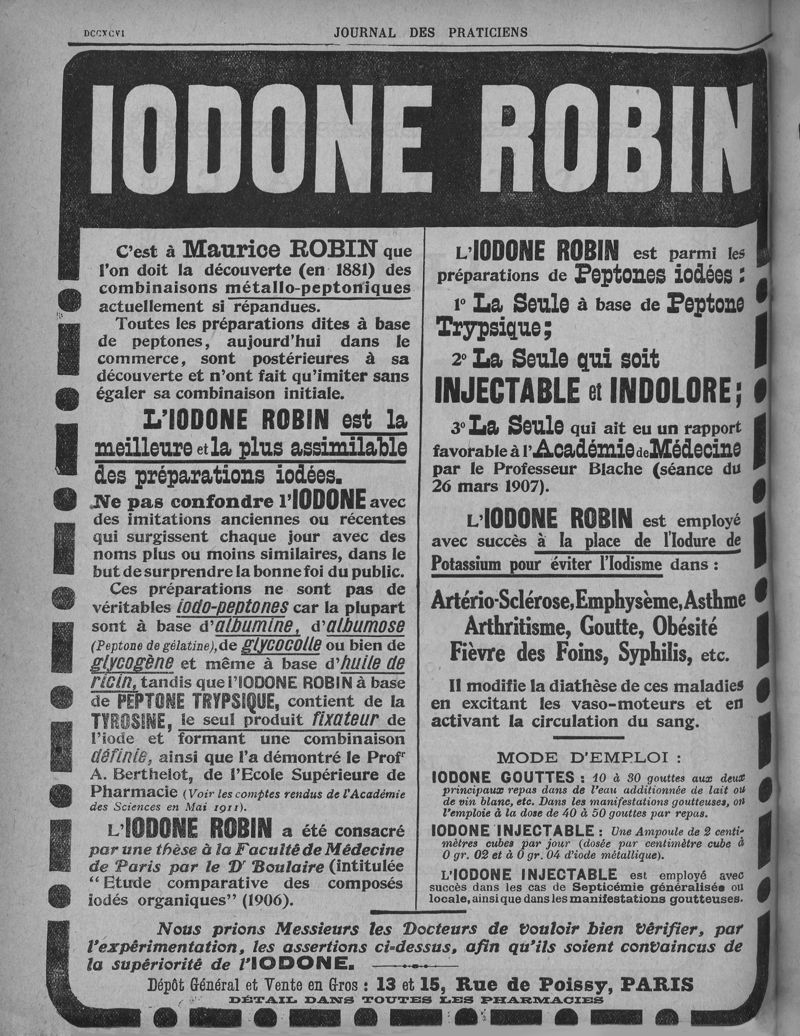 DCCXCVI
JOURNAL DES PRATICIENS
IODONE ROBIN
C'est à Maurice ROBIN que
l'on doit la découverte (en 1881) des
combinaisons métallo-peptoniques
actuellement si répandues.
Toutes les préparations dites à base
de peptones, aujourd'hui dans le
commerce, sont postérieures à sa
découverte et n'ont fait qu'imiter sans
égaler sa combinaison initiale.
L'IODONE ROBIN est la
meilleure et la plus assimilable
des préparations iodées.
Ne pas confondre l'IODONE avec
des imitations anciennes ou récentes
qui surgissent chaque jour avec des
noms plus ou moins similaires, dans le
but de surprendre la bonne foi du public.
Ces préparations ne sont pas de
véritables iodo-peptones car la plupart
sont à base d'albumine, d'albumose
(Peptone de gélatine), de glycocolle ou bien de
glycogène et même à base d'huile de
ricin, tandis que l'IODONE ROBIN à base
de PEPTONE TRYPSIQUE, contient de la
TYROSINE, le seul produit fixateur de
l'iode et formant une combinaison
définie, ainsi que l'a démontré le Profr
A. Berthelot, de l'Ecole Supérieure de
Pharmacie (Voir les comptes rendus de l'Académie
des Sciences en Mai 1911).
L'IODONE ROBIN a été consacré
par une thèse à la Faculté de Médecine
de Paris par le Dr Boulaire (intitulée
"Etude comparative des composés
iodés organiques" (1906).
L'IODONE ROBIN est parmi les
préparations de Peptones iodées :
1° La Seule à base de Peptone
Trypsique;
2° La Seule qui soit
INJECTABLE et INDOLORE;
3° La Seule qui ait eu un rapport
favorable à l'Académie de Médecine
par le Professeur Blache (séance du
26 mars 1907).
L'IODONE ROBIN est employé
avec succès à la place de l'Iodure de
Potassium pour éviter l'Iodisme dans :
Artério-Sclérose, Emphysème, Asthme
Arthritisme, Goutte, Obésité
Fièvre des Foins, Syphilis, etc.
Il modifie la diathèse de ces maladies
en excitant les vaso-moteurs et en
activant la circulation du sang.
MODE D'EMPLOI :
IODONE GOUTTES : 10 à 30 gouttes aux deux
principaux repas dans de l'eau additionnée de lait ou
de vin blanc, etc. Dans les manifestations goutteuses, on
l'emploie à la dose de 40 à 50 gouttes par repas.
IODONE INJECTABLE : Une Ampoule de 2 centi-
mètres cubes par jour (dosée par centimètre cube à
0 gr. 02 et à 0 gr. 04 d'iode métallique).
L'IODONE INJECTABLE est employé avec
succès dans les cas de Septicémie généralisée ou
locale, ainsi que dans les manifestations goutteuses.
Nous prions Messieurs les Docteurs de vouloir bien vérifier, par
l'expérimentation, les assertions ci-dessus, afin qu'ils soient convaincus de
la supériorité de l'IODONE.
Dépôt Général et Vente en Gros : 13 et 15, Rue de Poissy, PARIS
DÉTAIL DANS TOUTES LES PHARMACIES